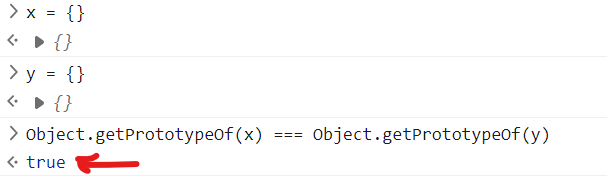 > x = {}
<· ▶ {}
> y = {}
<· ▶ {}
> Object.getPrototypeOf(x) === Object.getPrototypeOf(y)
<· true